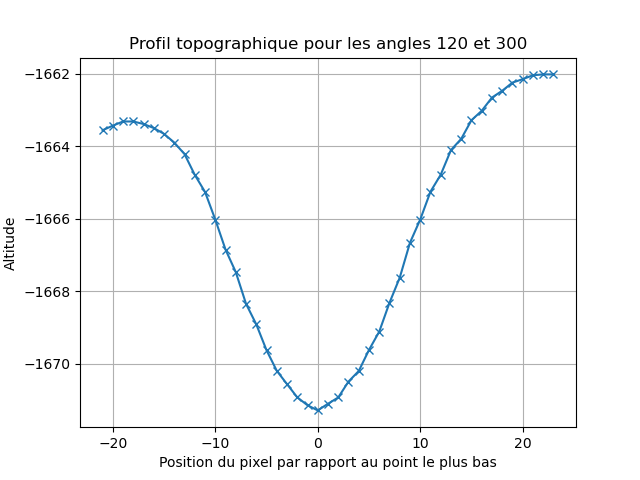 Profil topographique pour les angles 120 et 300
−1662
−1664
−1666
−1668
−1670
Altitude
−20 −10 0 10 20
Position du pixel par rapport au point le plus bas